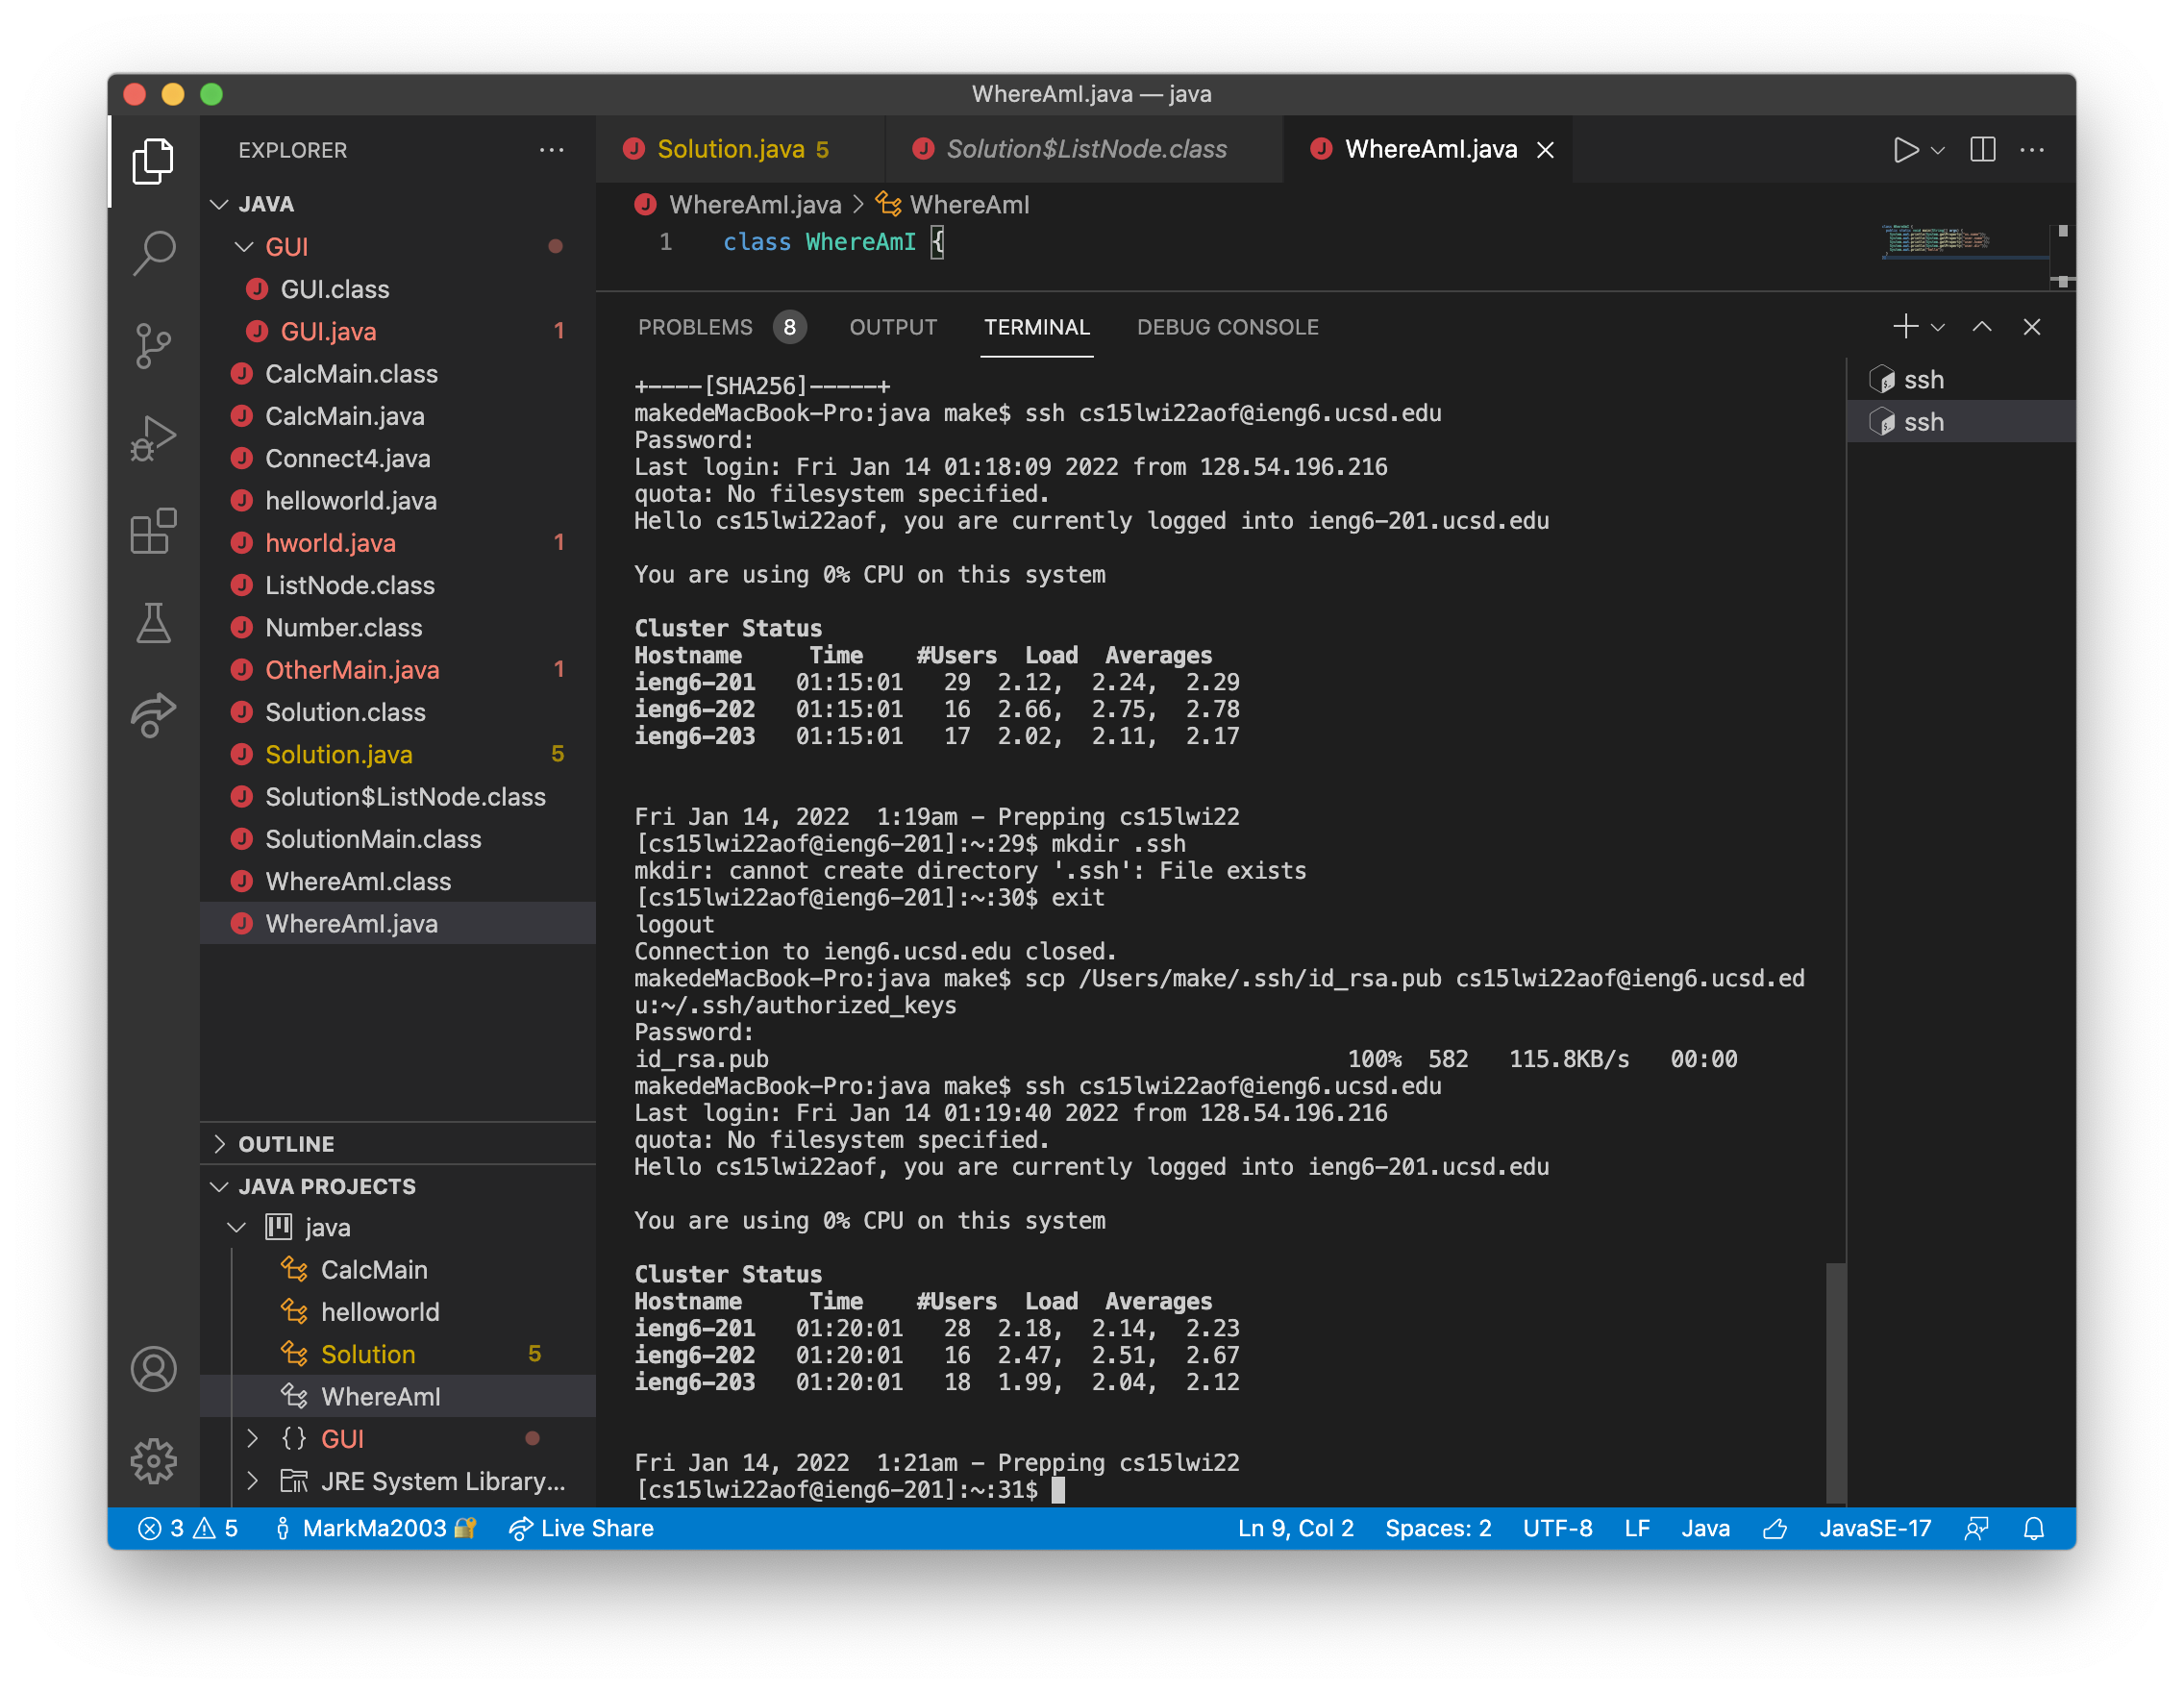 WhereAmI.java — java
EXPLORER
JAVA
GUI
GUI.class
GUI.java 1
CalcMain.class
CalcMain.java
Connect4.java
helloworld.java
hworld.java 1
ListNode.class
Number.class
OtherMain.java 1
Solution.class
Solution.java 5
Solution$ListNode.class
SolutionMain.class
WhereAmI.class
WhereAmI.java
OUTLINE
JAVA PROJECTS
java
CalcMain
helloworld
Solution 5
WhereAmI
{} GUI
JRE System Library...
Solution.java 5 Solution$ListNode.class WhereAmI.java
WhereAmI.java > WhereAmI
1 class WhereAmI {
PROBLEMS 8 OUTPUT TERMINAL DEBUG CONSOLE
+----[SHA256]-----+
makedeMacBook-Pro:java make$ ssh cs15lwi22aof@ieng6.ucsd.edu
Password:
Last login: Fri Jan 14 01:18:09 2022 from 128.54.196.216
quota: No filesystem specified.
Hello cs15lwi22aof, you are currently logged into ieng6-201.ucsd.edu
You are using 0% CPU on this system
Cluster Status
Hostname Time #Users Load Averages
ieng6-201 01:15:01 29 2.12, 2.24, 2.29
ieng6-202 01:15:01 16 2.66, 2.75, 2.78
ieng6-203 01:15:01 17 2.02, 2.11, 2.17
Fri Jan 14, 2022 1:19am - Prepping cs15lwi22
[cs15lwi22aof@ieng6-201]:~:29$ mkdir .ssh
mkdir: cannot create directory '.ssh': File exists
[cs15lwi22aof@ieng6-201]:~:30$ exit
logout
Connection to ieng6.ucsd.edu closed.
makedeMacBook-Pro:java make$ scp /Users/make/.ssh/id_rsa.pub cs15lwi22aof@ieng6.ucsd.ed
u:~/.ssh/authorized_keys
Password:
id_rsa.pub 100% 582 115.8KB/s 00:00
makedeMacBook-Pro:java make$ ssh cs15lwi22aof@ieng6.ucsd.edu
Last login: Fri Jan 14 01:19:40 2022 from 128.54.196.216
quota: No filesystem specified.
Hello cs15lwi22aof, you are currently logged into ieng6-201.ucsd.edu
You are using 0% CPU on this system
Cluster Status
Hostname Time #Users Load Averages
ieng6-201 01:20:01 28 2.18, 2.14, 2.23
ieng6-202 01:20:01 16 2.47, 2.51, 2.67
ieng6-203 01:20:01 18 1.99, 2.04, 2.12
Fri Jan 14, 2022 1:21am - Prepping cs15lwi22
[cs15lwi22aof@ieng6-201]:~:31$
ssh
ssh
3 5 MarkMa2003 Live Share Ln 9, Col 2 Spaces: 2 UTF-8 LF Java JavaSE-17